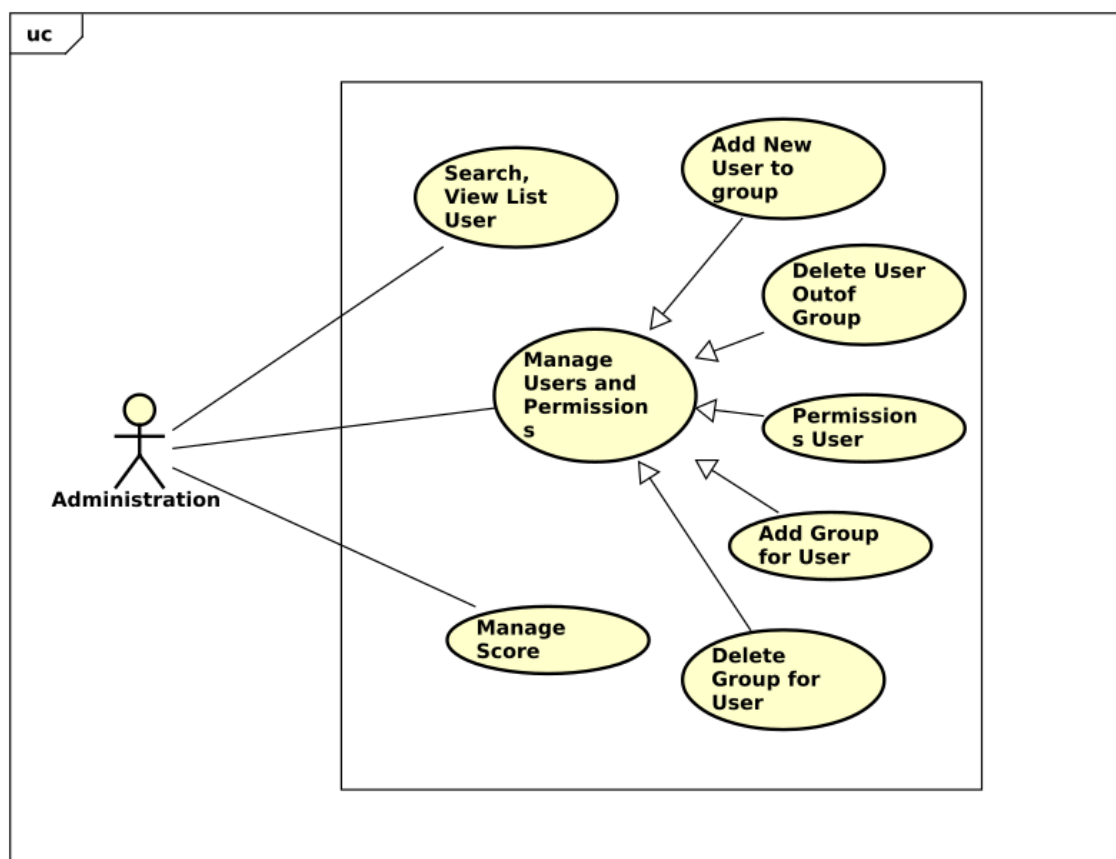 uc
Search,
View List
User
Add New
User to
group
Delete User
Outof
Group
Manage
Users and
Permission
s
Permission
s User
Administration
Add Group
for User
Manage
Score
Delete
Group for
User